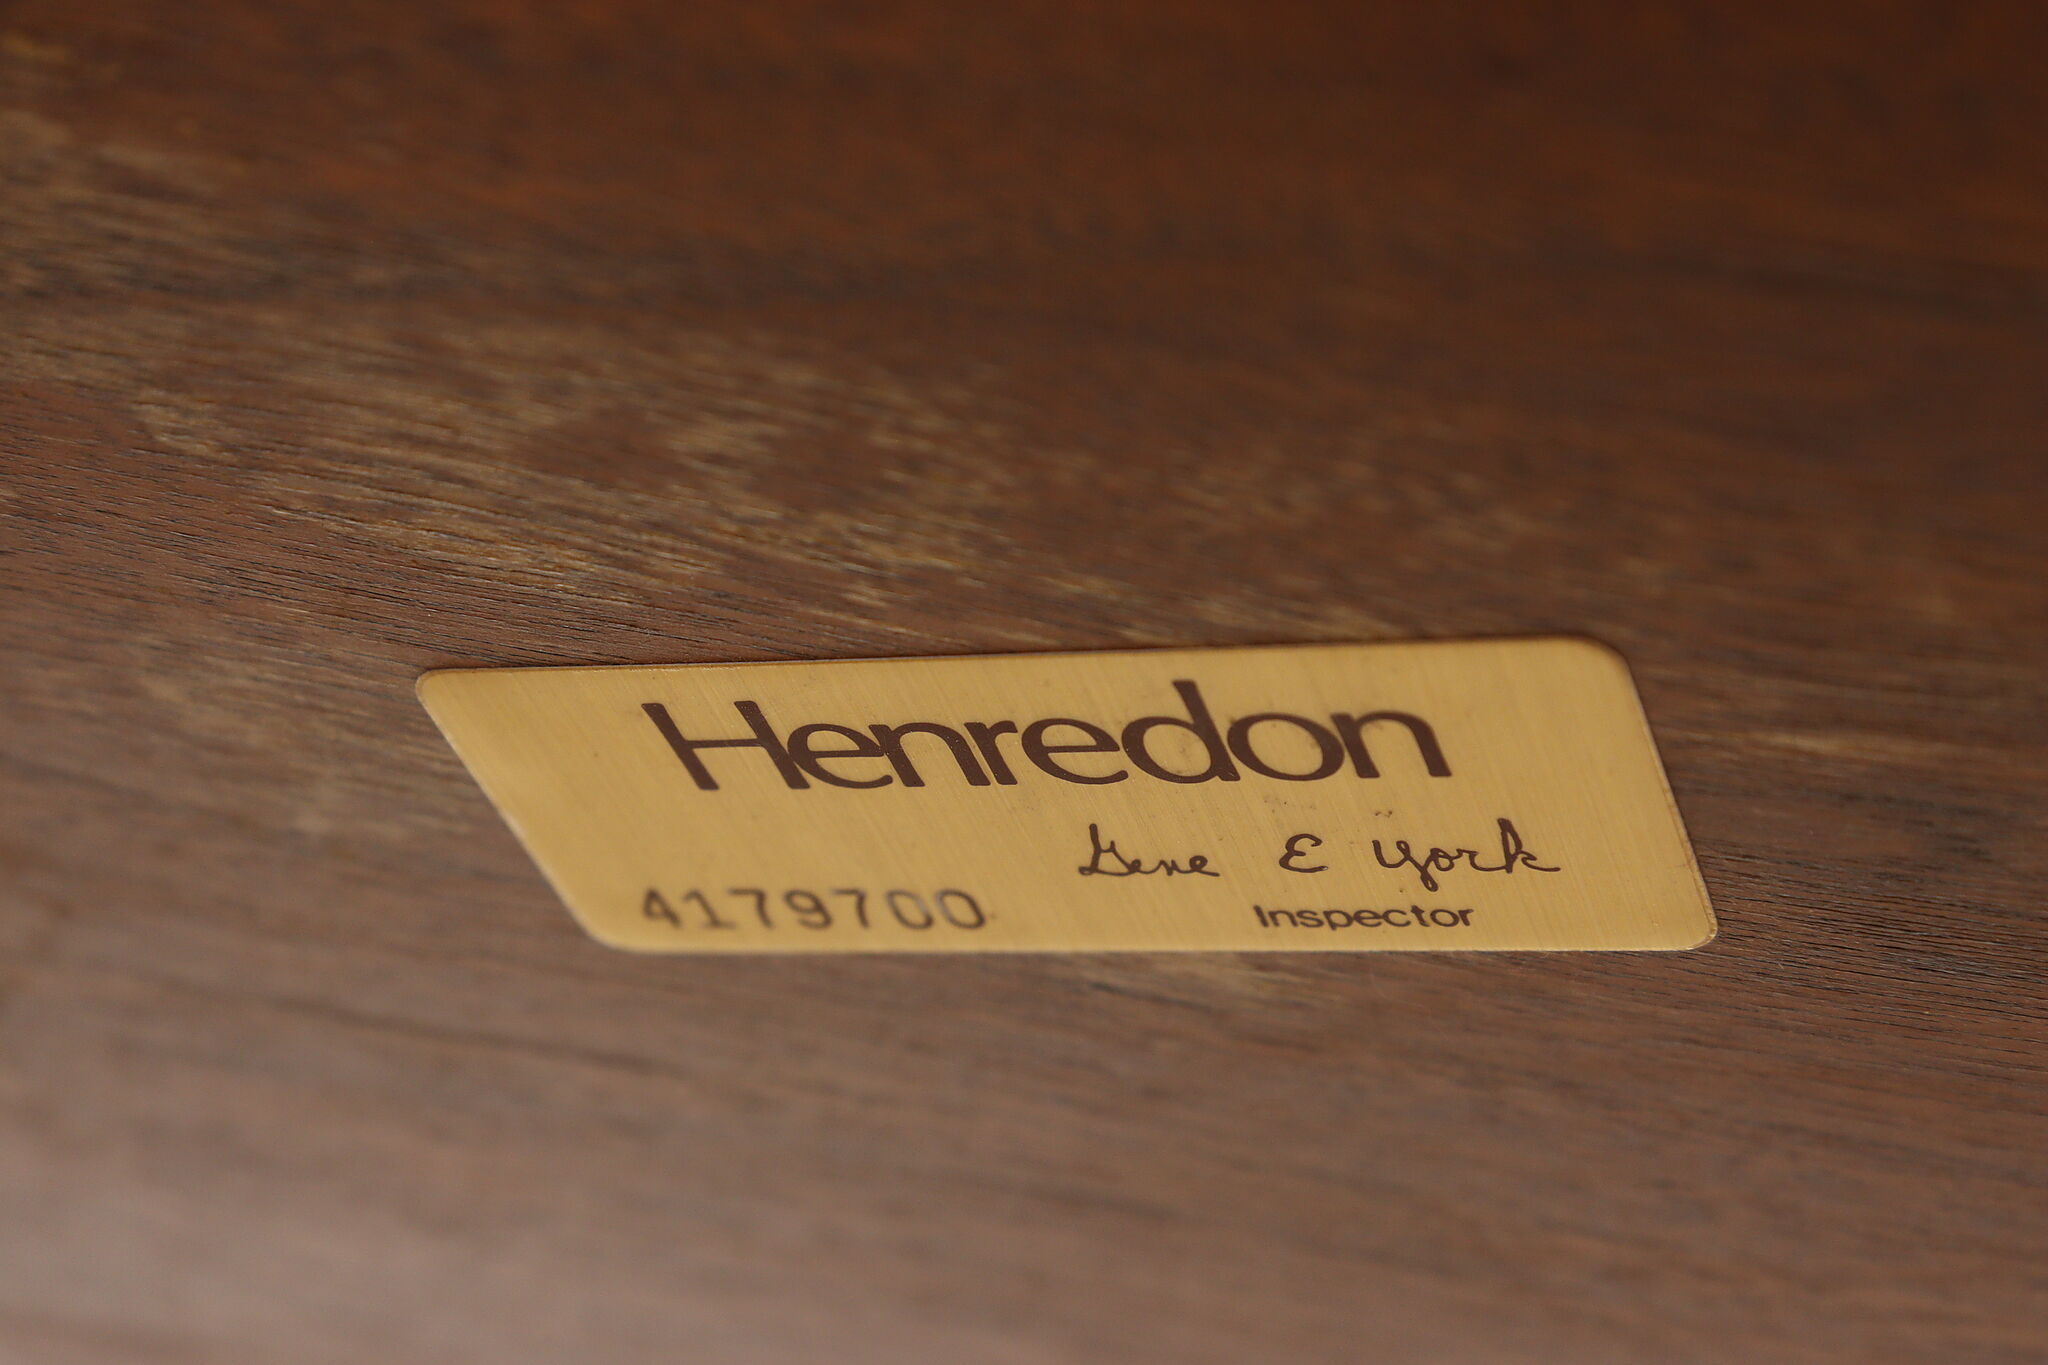 Henredon
Gene E York
4179700
Inspector